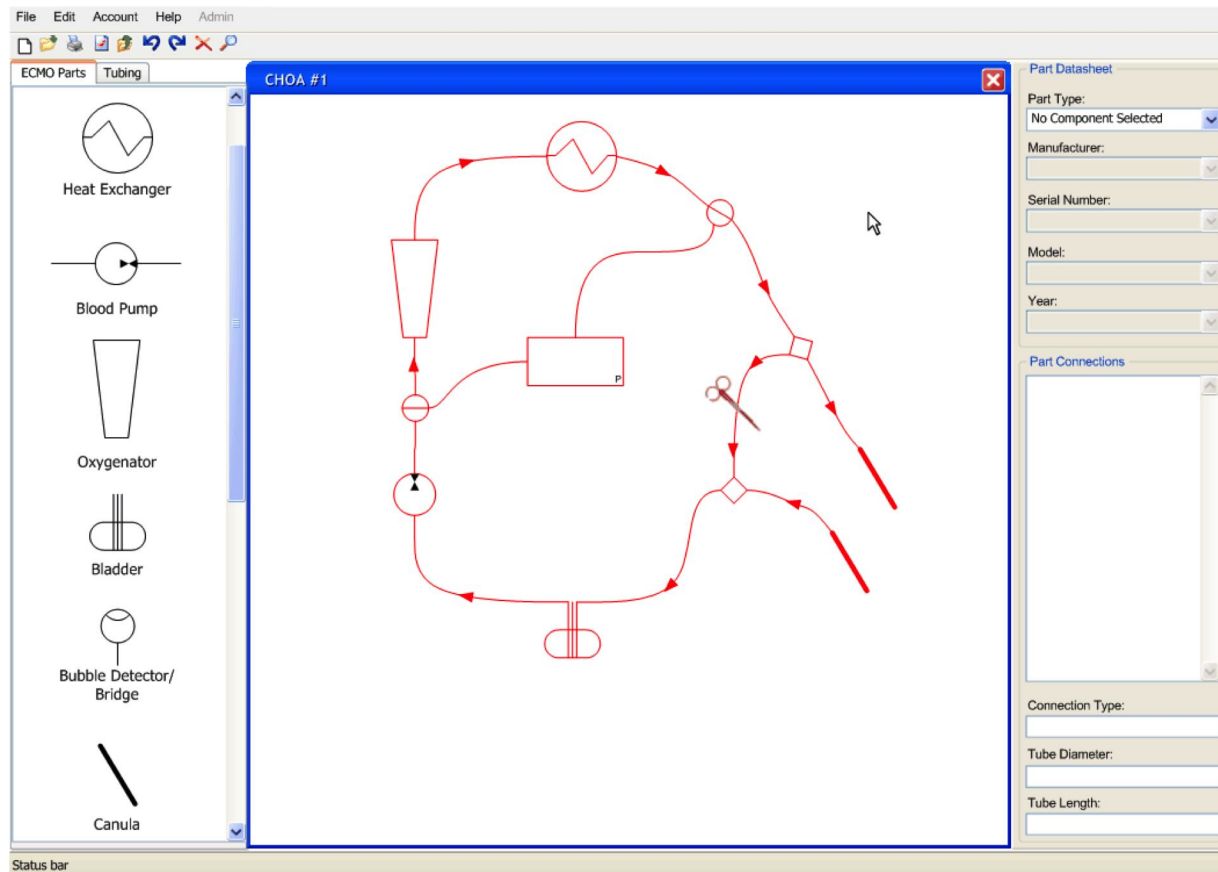 File Edit Account Help Admin
ECMO Parts Tubing
Heat Exchanger
Blood Pump
Oxygenator
Bladder
Bubble Detector/
Bridge
Canula
CHOA #1
P
Part Datasheet
Part Type:
No Component Selected
Manufacturer:
Serial Number:
Model:
Year:
Part Connections
Connection Type:
Tube Diameter:
Tube Length:
Status bar